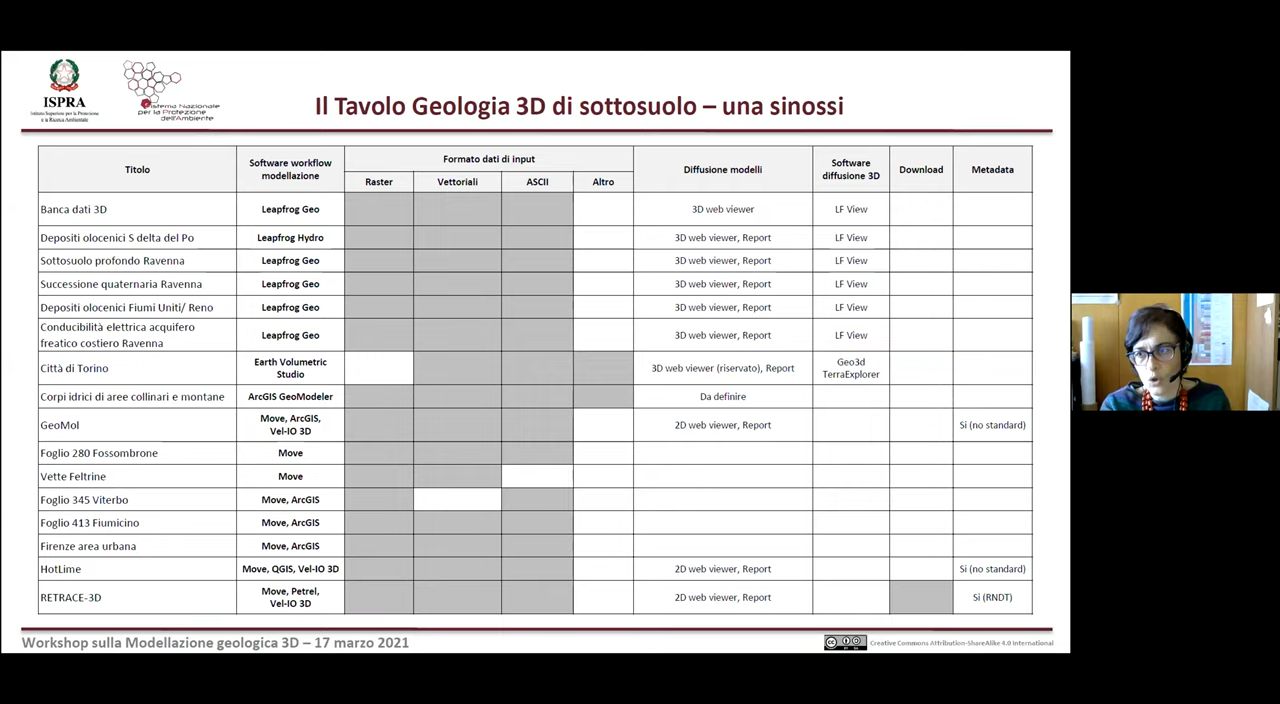 ISPRA
Istituto Superiore per la Protezione
e la Ricerca Ambientale
Sistema Nazionale
per la Protezione
dell'Ambiente
Il Tavolo Geologia 3D di sottosuolo – una sinossi
Titolo
Software workflow
modellazione
Formato dati di input
Diffusione modelli
Software
diffusione 3D
Download
Metadata
Raster
Vettoriali
ASCII
Altro
Banca dati 3D
Leapfrog Geo
3D web viewer
LF View
Depositi olocenici S delta del Po
Leapfrog Hydro
3D web viewer, Report
LF View
Sottosuolo profondo Ravenna
Leapfrog Geo
3D web viewer, Report
LF View
Successione quaternaria Ravenna
Leapfrog Geo
3D web viewer, Report
LF View
Depositi olocenici Fiumi Uniti/ Reno
Leapfrog Geo
3D web viewer, Report
LF View
Conducibilità elettrica acquifero
freatico costiero Ravenna
Leapfrog Geo
3D web viewer, Report
LF View
Città di Torino
Earth Volumetric
Studio
3D web viewer (riservato), Report
Geo3d
TerraExplorer
Corpi idrici di aree collinari e montane
ArcGIS GeoModeler
Da definire
GeoMol
Move, ArcGIS,
Vel-IO 3D
2D web viewer, Report
Si (no standard)
Foglio 280 Fossombrone
Move
Vette Feltrine
Move
Foglio 345 Viterbo
Move, ArcGIS
Foglio 413 Fiumicino
Move, ArcGIS
Firenze area urbana
Move, ArcGIS
HotLime
Move, QGIS, Vel-IO 3D
2D web viewer, Report
Si (no standard)
RETRACE-3D
Move, Petrel,
Vel-IO 3D
2D web viewer, Report
Si (RNDT)
Workshop sulla Modellazione geologica 3D – 17 marzo 2021
Creative Commons Attribution-ShareAlike 4.0 International